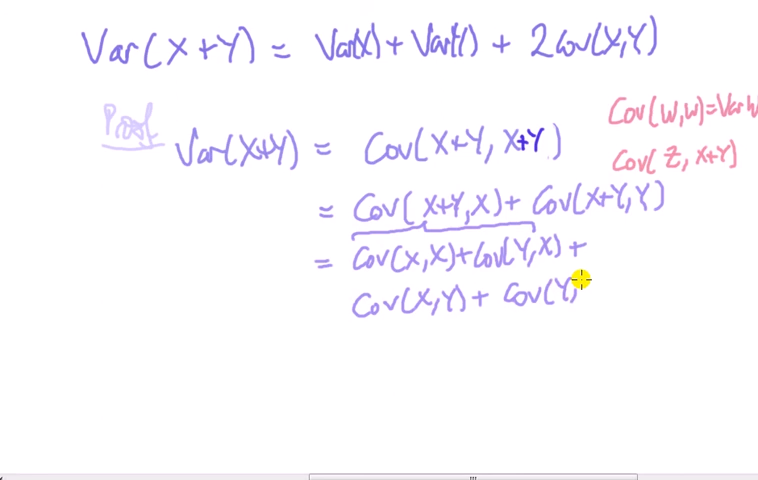 Var(X+Y) = Var(X) + Var(Y) + 2Cov(X,Y)
Proof
Cov(W,W)=Var W
Var(X+Y) = Cov(X+Y, X+Y)
Cov(Z, X+Y)
= Cov(X+Y,X)+ Cov(X+Y,Y)
= Cov(X,X)+Cov(Y,X)+
Cov(X,Y)+ Cov(Y,